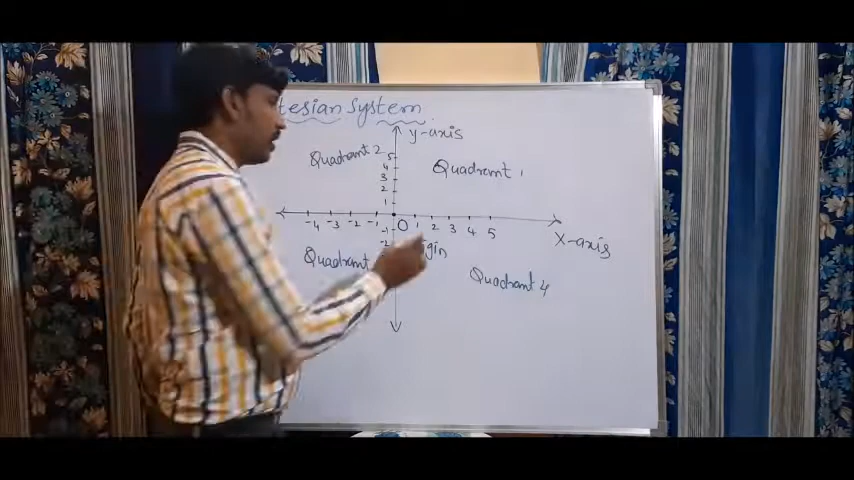 tesian System
y-axis
Quadrant 2
Quadrant 1
5
4
3
2
1
-4 -3 -2 -1 0 1 2 3 4 5
-1
-2
X-axis
gin
Quadrant
Quadrant 4